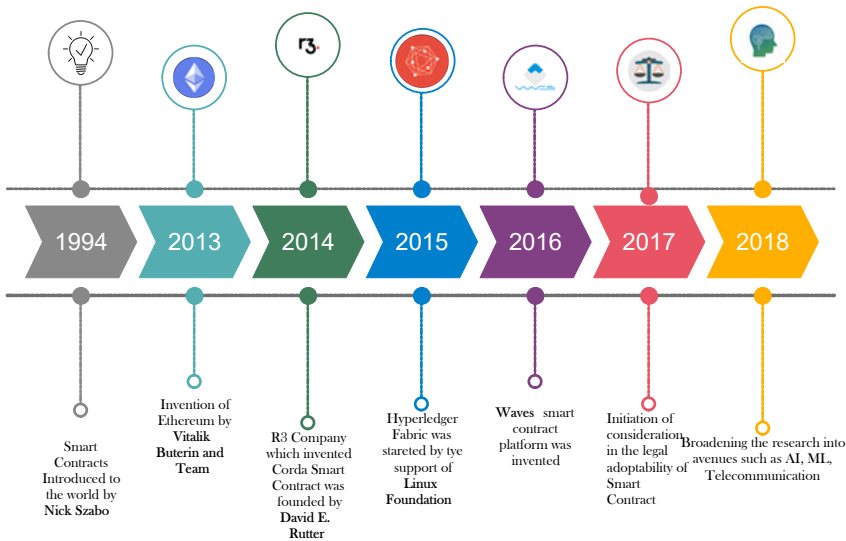 r3.
WAVES
1994
2013
2014
2015
2016
2017
2018
Smart
Contracts
Introduced to
the world by
Nick Szabo
Invention of
Ethereum by
Vitalik
Buterin and
Team
R3 Company
which invented
Corda Smart
Contract was
founded by
David E.
Rutter
Hyperledger
Fabric was
stareted by tye
support of
Linux
Foundation
Waves smart
contract
platform was
invented
Initiation of
consideration
in the legal
adoptability of
Smart
Contract
Broadening the research into
avenues such as AI, ML,
Telecommunication